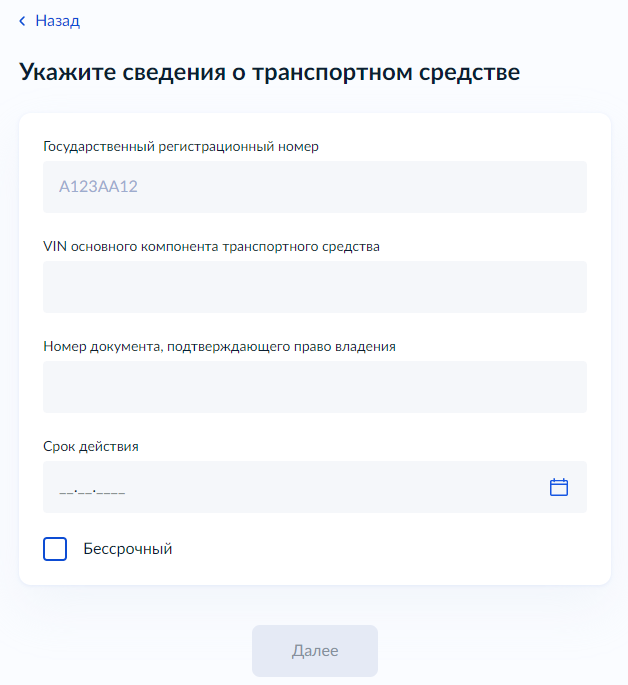 Назад
Укажите сведения о транспортном средстве
Государственный регистрационный номер
А123АА12
VIN основного компонента транспортного средства
Номер документа, подтверждающего право владения
Срок действия
__.__.____
Бессрочный
Далее